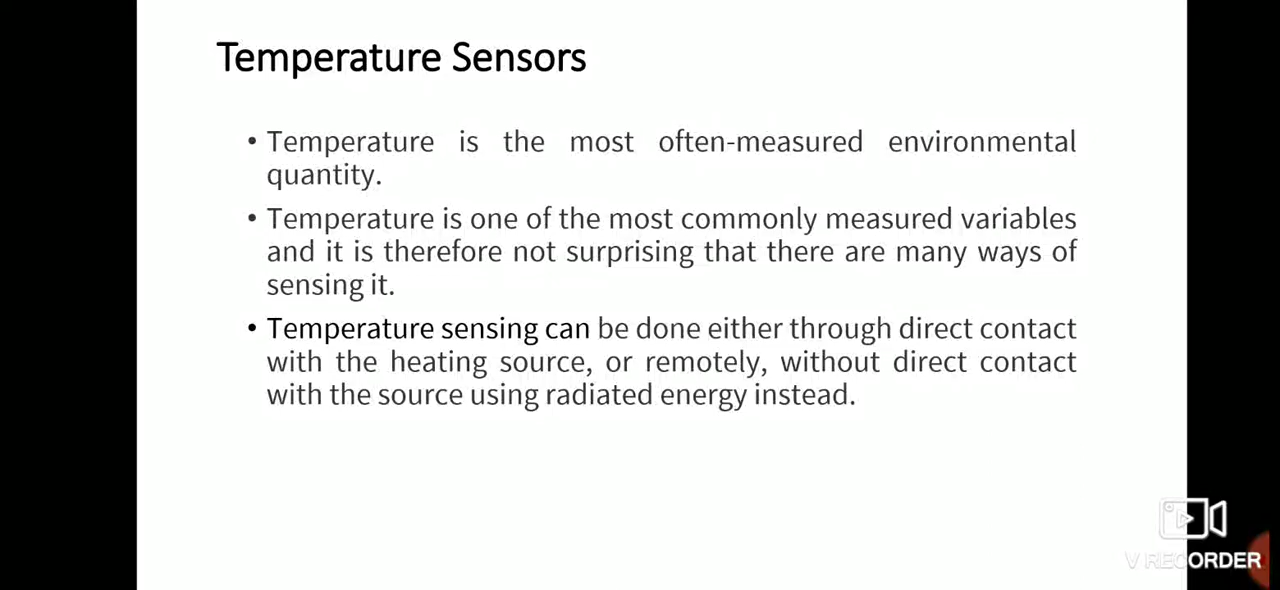 Temperature Sensors
• Temperature is the most often-measured environmental
quantity.
• Temperature is one of the most commonly measured variables
and it is therefore not surprising that there are many ways of
sensing it.
• Temperature sensing can be done either through direct contact
with the heating source, or remotely, without direct contact
with the source using radiated energy instead.
V RECORDER